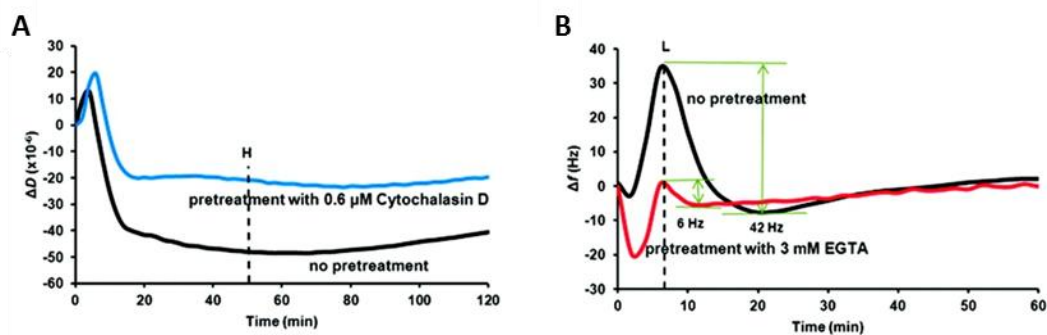 A
30
20
10
0
-10
-20
-30
-40
-50
-60
ΔD (x10⁻⁶)
H
pretreatment with 0.6 µM Cytochalasin D
no pretreatment
0 20 40 60 80 100 120
Time (min)
B
40
30
20
10
0
-10
-20
-30
Δf (Hz)
L
no pretreatment
6 Hz
42 Hz
pretreatment with 3 mM EGTA
0 10 20 30 40 50 60
Time (min)